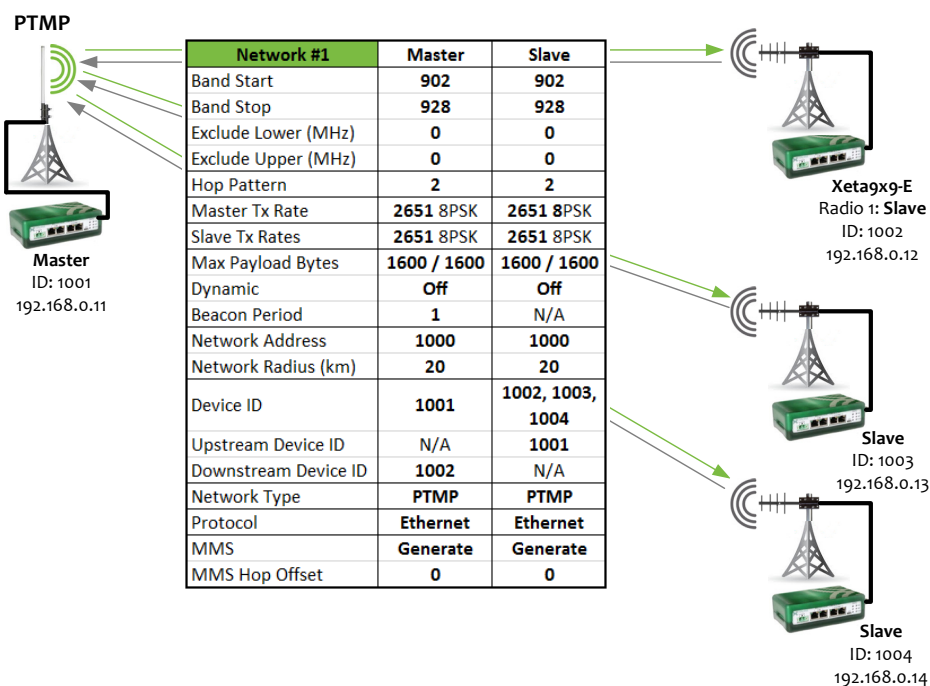 PTMP
Network #1 Master Slave
Band Start 902 902
Band Stop 928 928
Exclude Lower (MHz) 0 0
Exclude Upper (MHz) 0 0
Hop Pattern 2 2
Master Tx Rate 2651 8PSK 2651 8PSK
Slave Tx Rates 2651 8PSK 2651 8PSK
Max Payload Bytes 1600 / 1600 1600 / 1600
Dynamic Off Off
Beacon Period 1 N/A
Network Address 1000 1000
Network Radius (km) 20 20
Device ID 1001 1002, 1003,
1004
Upstream Device ID N/A 1001
Downstream Device ID 1002 N/A
Network Type PTMP PTMP
Protocol Ethernet Ethernet
MMS Generate Generate
MMS Hop Offset 0 0
Master
ID: 1001
192.168.0.11
Xeta9x9-E
Radio 1: Slave
ID: 1002
192.168.0.12
Slave
ID: 1003
192.168.0.13
Slave
ID: 1004
192.168.0.14